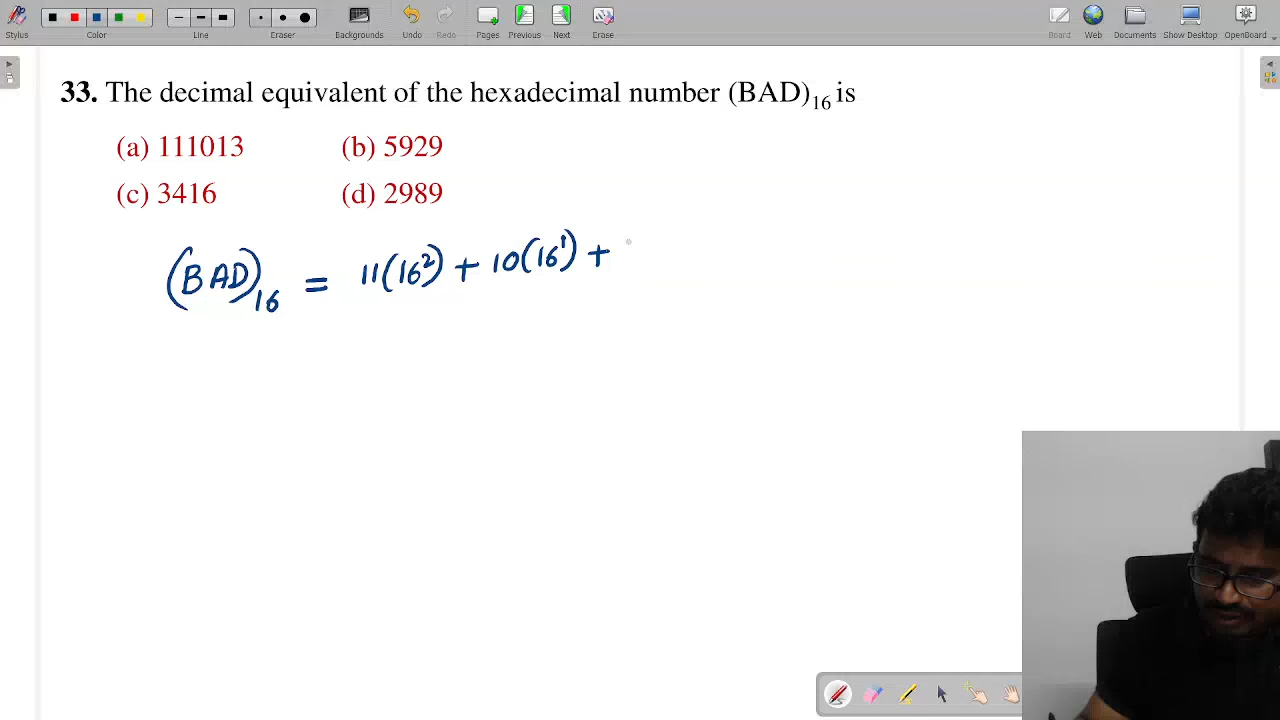 Stylus Color Line Eraser Backgrounds Undo Redo Pages Previous Next Erase Board Web Documents Show Desktop OpenBoard
33. The decimal equivalent of the hexadecimal number (BAD)₁₆ is
(a) 111013 (b) 5929
(c) 3416 (d) 2989
(BAD)₁₆ = 11(16²) + 10(16¹) +